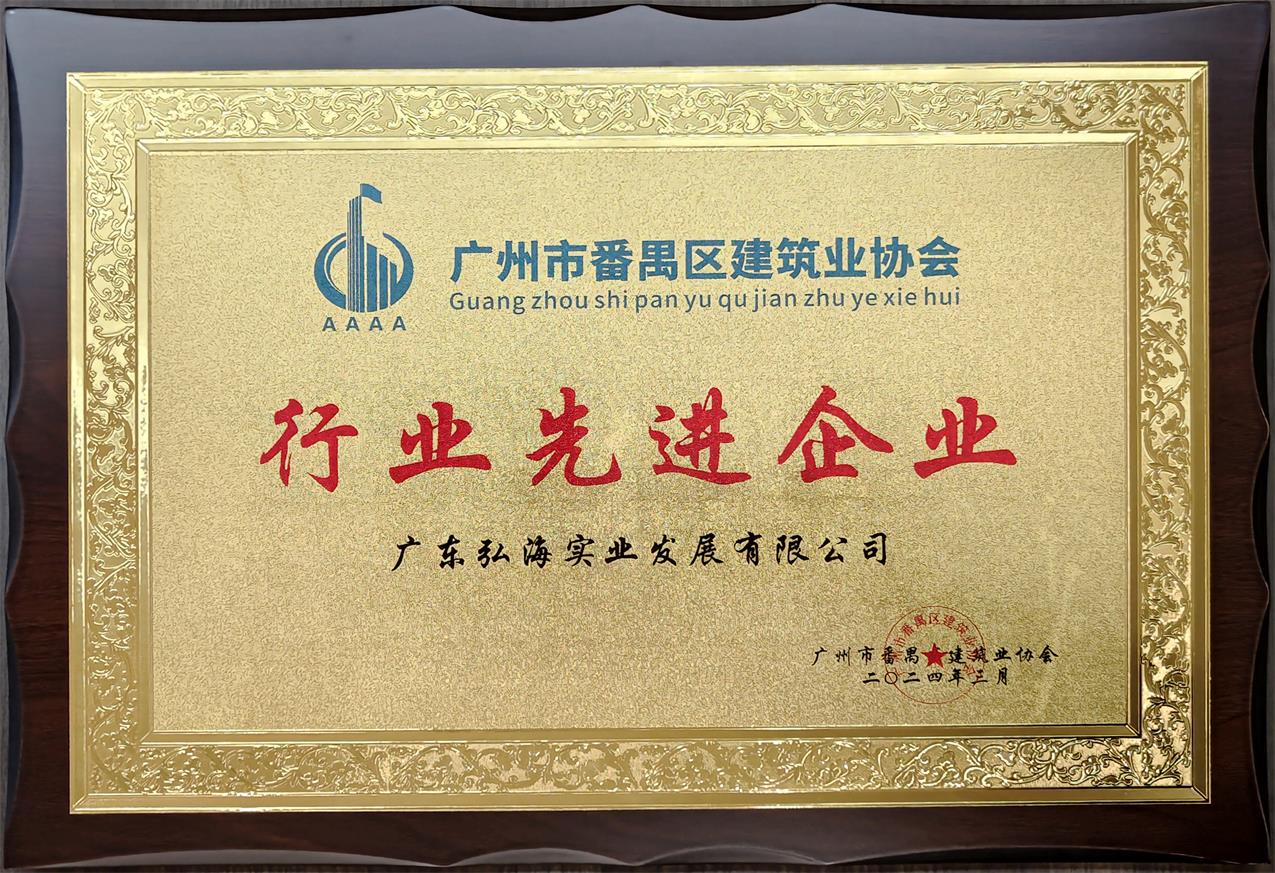 广州市番禺区建筑业协会
Guang zhou shi pan yu qu jian zhu ye xie hui
AAAA
行业先进企业
广东弘海实业发展有限公司
广州市番禺 建筑业协会
二〇二四年三月